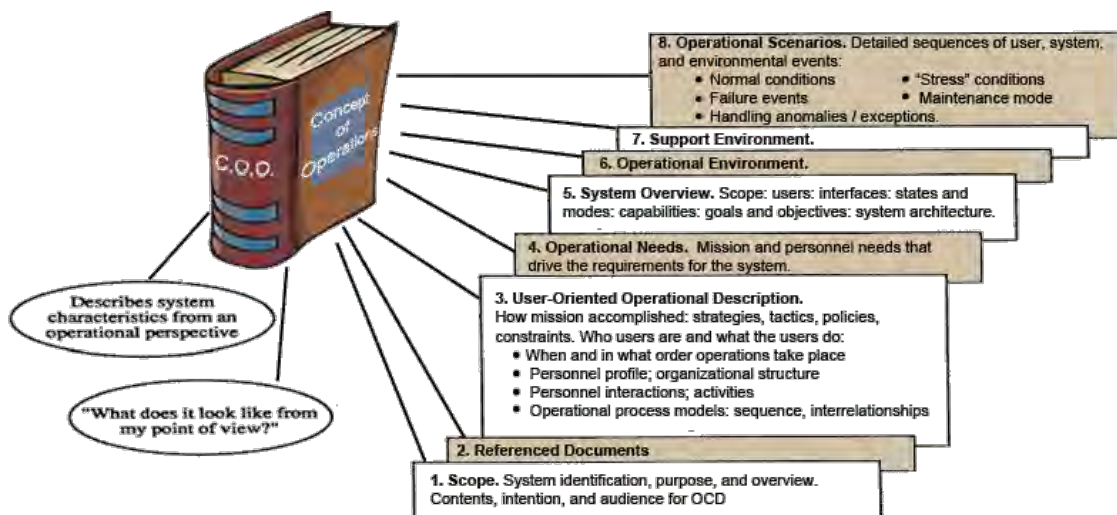 Concept
of
Operations
C.O.O.
Describes system
characteristics from an
operational perspective
"What does it look like from
my point of view?"
8. Operational Scenarios. Detailed sequences of user, system,
and environmental events:
• Normal conditions • "Stress" conditions
• Failure events • Maintenance mode
• Handling anomalies / exceptions.
7. Support Environment.
6. Operational Environment.
5. System Overview. Scope: users: interfaces: states and
modes: capabilities: goals and objectives: system architecture.
4. Operational Needs. Mission and personnel needs that
drive the requirements for the system.
3. User-Oriented Operational Description.
How mission accomplished: strategies, tactics, policies,
constraints. Who users are and what the users do:
• When and in what order operations take place
• Personnel profile; organizational structure
• Personnel interactions; activities
• Operational process models: sequence, interrelationships
2. Referenced Documents
1. Scope. System identification, purpose, and overview.
Contents, intention, and audience for OCD